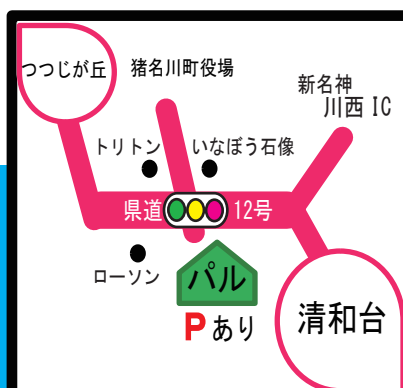 つつじが丘
猪名川町役場
新名神
川西 IC
トリトン
いなぼう石像
県道
12号
ローソン
パル
Pあり
清和台